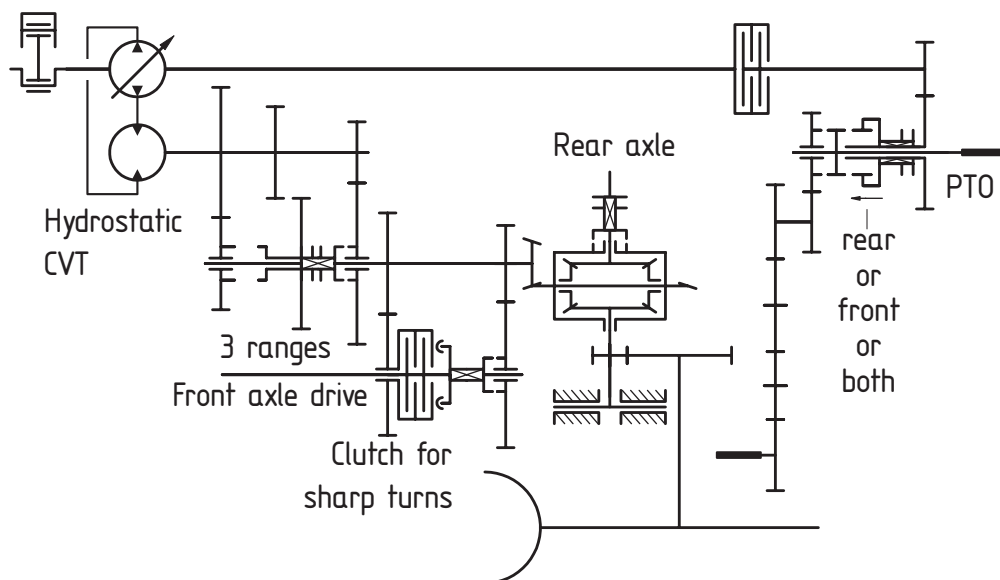 Hydrostatic
CVT
Rear axle
PTO
rear
or
front
or
both
3 ranges
Front axle drive
Clutch for
sharp turns